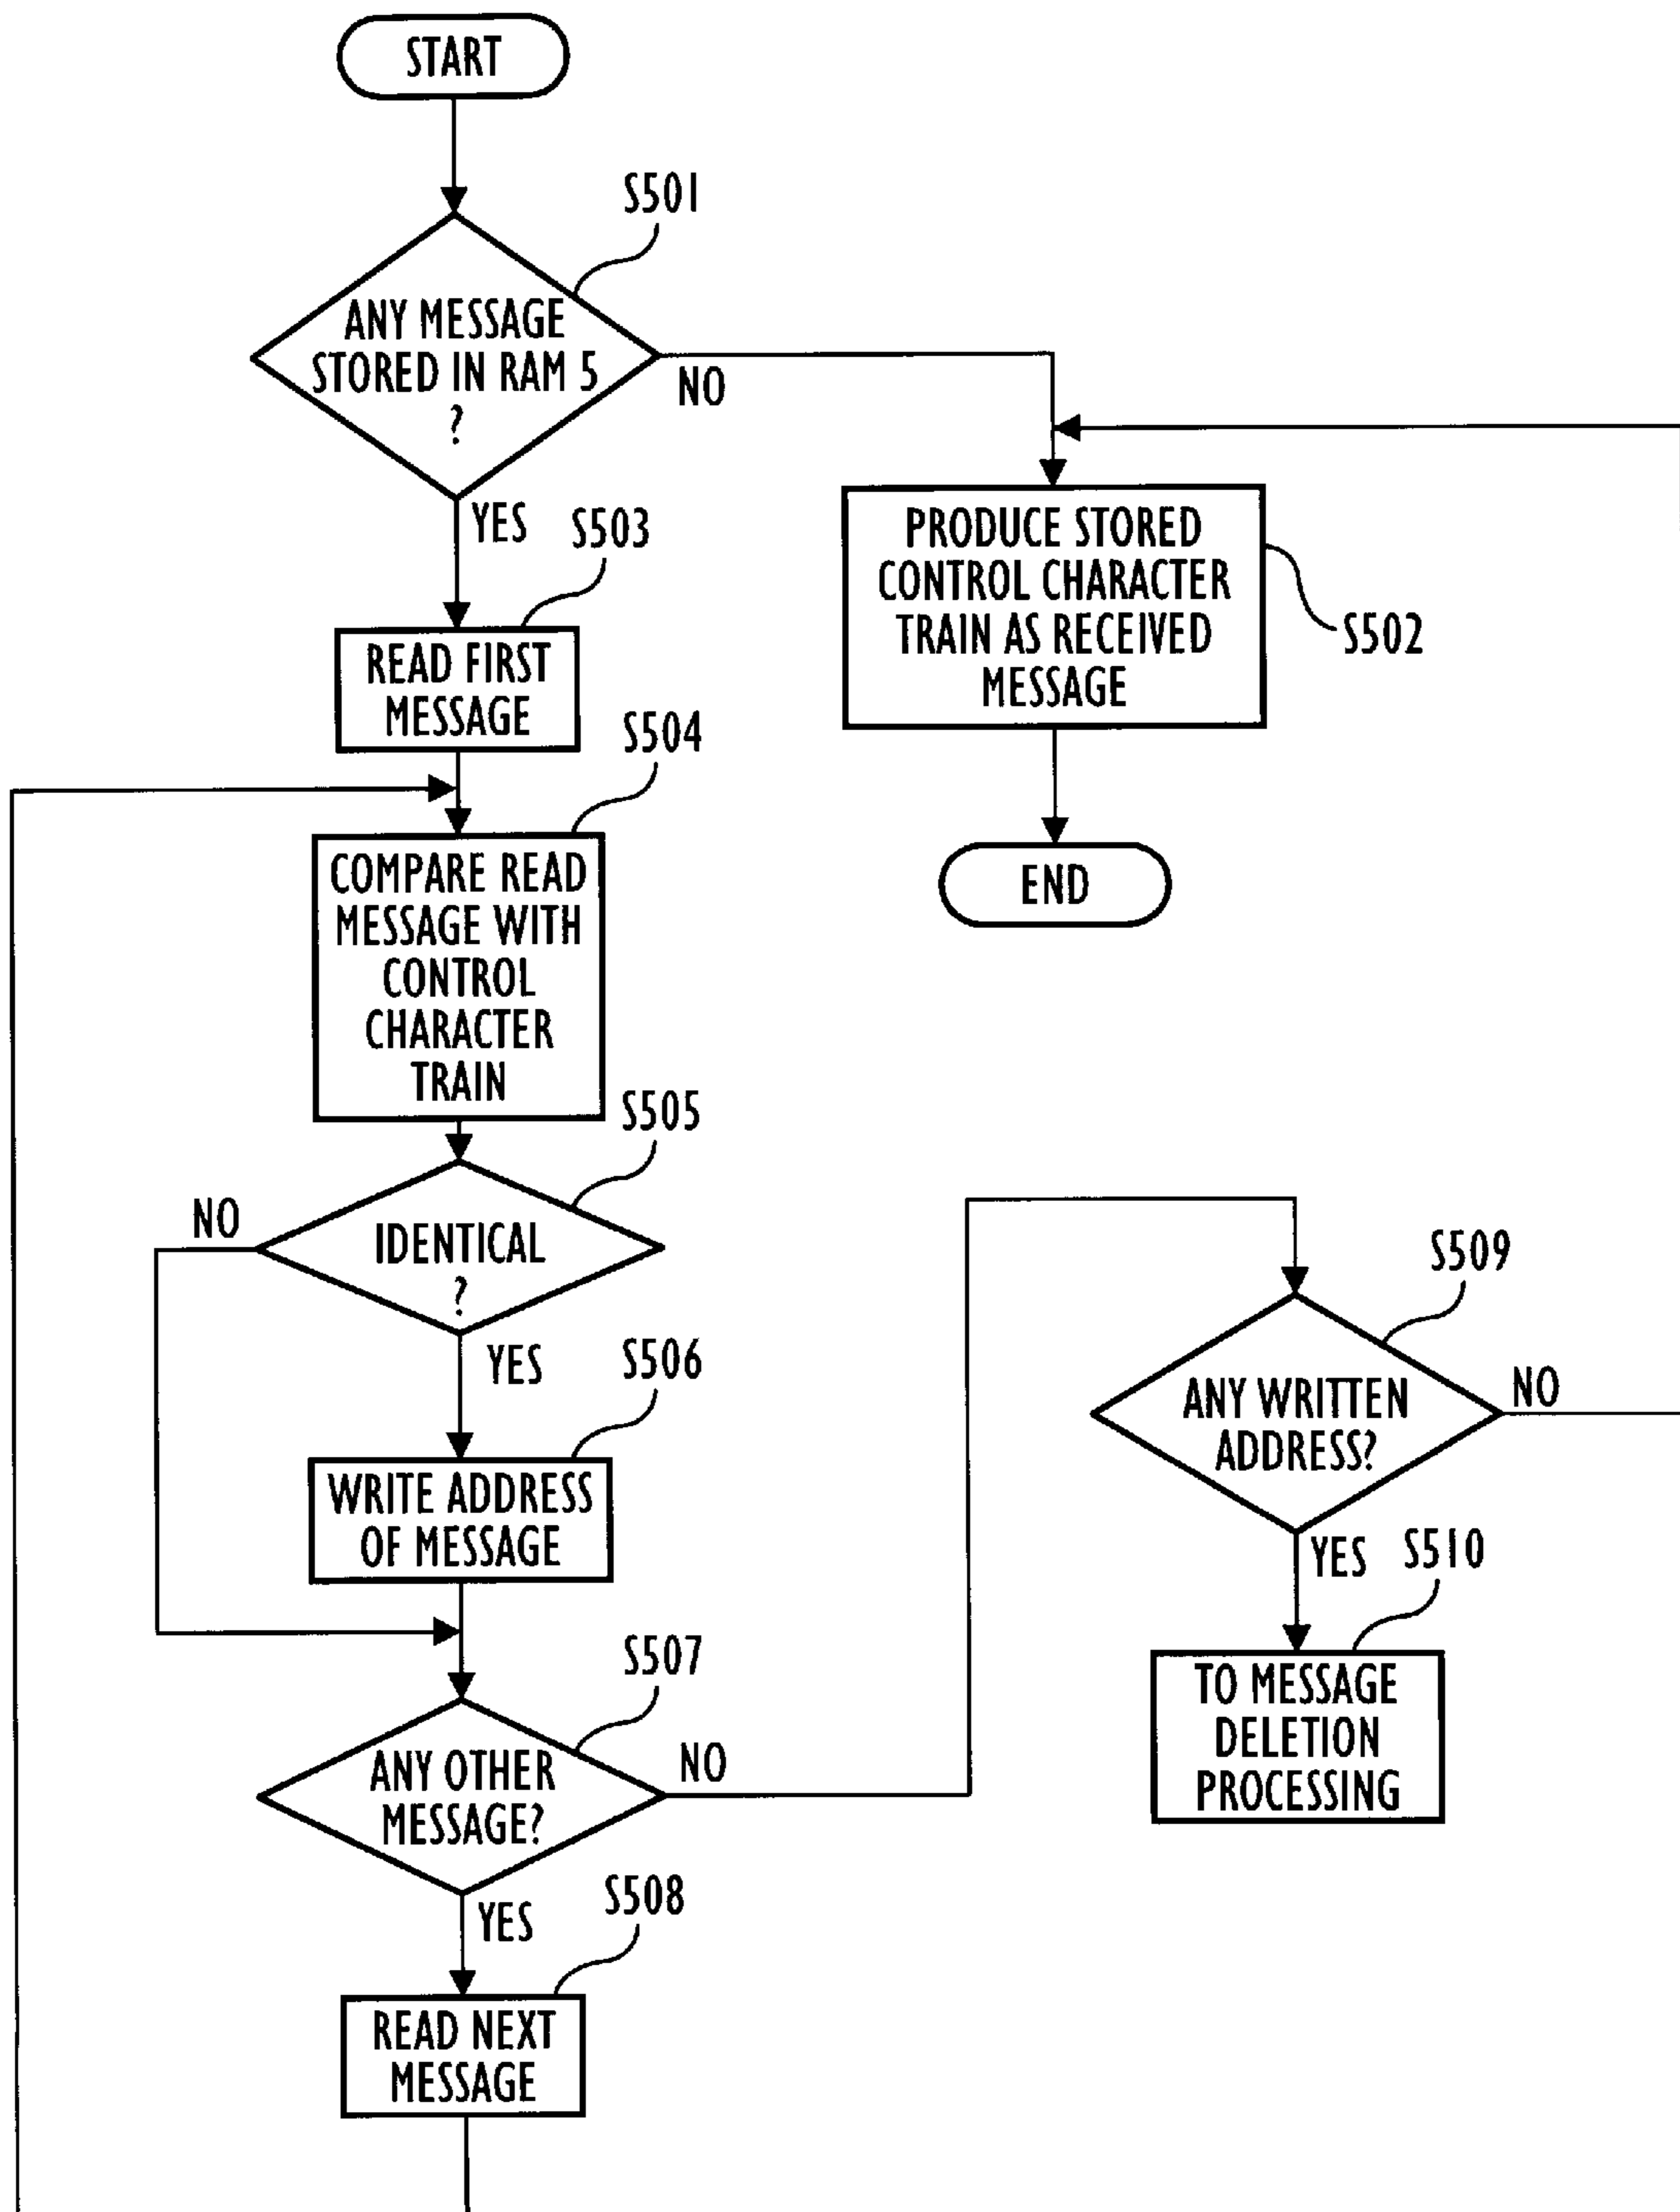 START
S501
ANY MESSAGE
STORED IN RAM 5
?
NO
YES
S503
PRODUCE STORED
CONTROL CHARACTER
TRAIN AS RECEIVED
MESSAGE
S502
READ FIRST
MESSAGE
S504
COMPARE READ
MESSAGE WITH
CONTROL
CHARACTER
TRAIN
END
S505
NO
IDENTICAL
?
YES
S506
WRITE ADDRESS
OF MESSAGE
S507
ANY OTHER
MESSAGE?
NO
YES
S508
READ NEXT
MESSAGE
S509
ANY WRITTEN
ADDRESS?
NO
YES
S510
TO MESSAGE
DELETION
PROCESSING